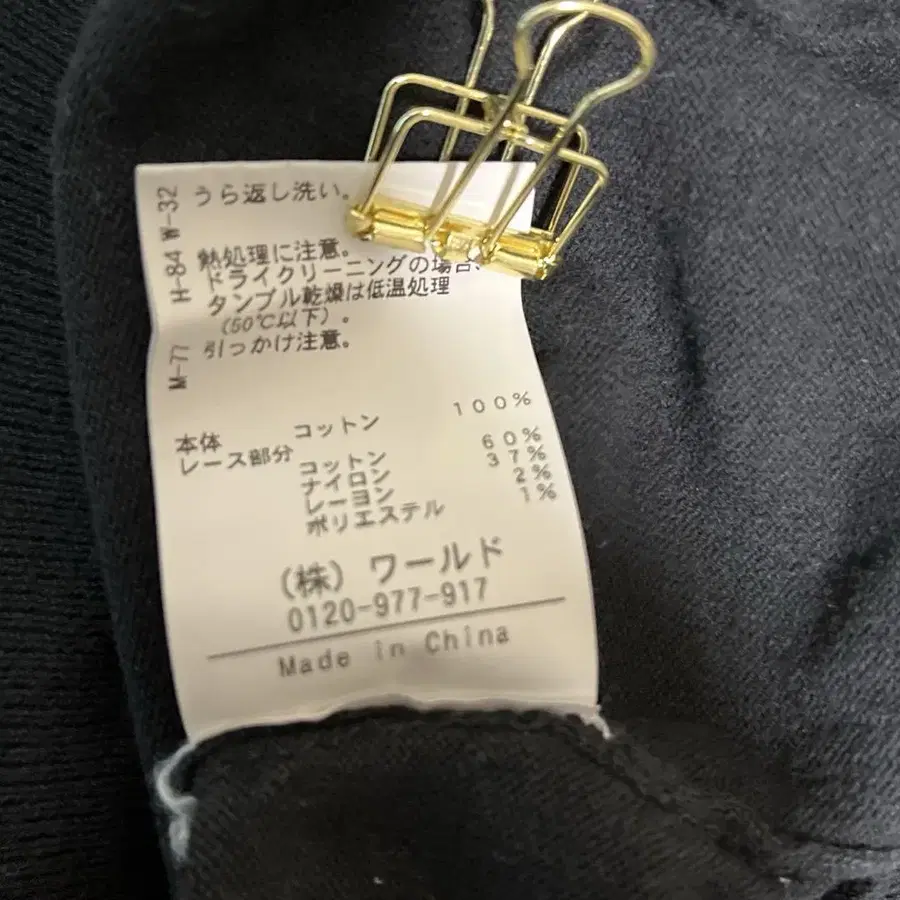 うら返し洗い。
熱処理に注意。
ドライクリーニングの場合、
タンブル乾燥は低温処理
(60℃以下)。
引っかけ注意。
W-32
H-84
M-77
本体 コットン 100%
レース部分 コットン 60%
ナイロン 37%
レーヨン 2%
ポリエステル 1%
(株) ワールド
0120-977-917
Made in China